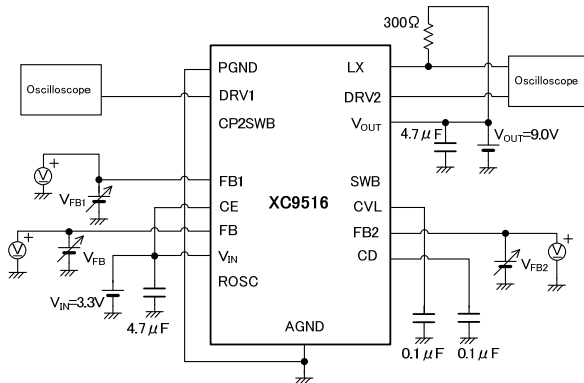 300Ω
PGND
LX
Oscilloscope
Oscilloscope
DRV1
DRV2
CP2SWB
VOUT
4.7μF
VOUT=9.0V
V
+
FB1
SWB
VFB1
CE
XC9516
CVL
V
+
FB
FB2
+
V
VFB
VIN
CD
VFB2
VIN=3.3V
ROSC
4.7μF
AGND
0.1μF
0.1μF